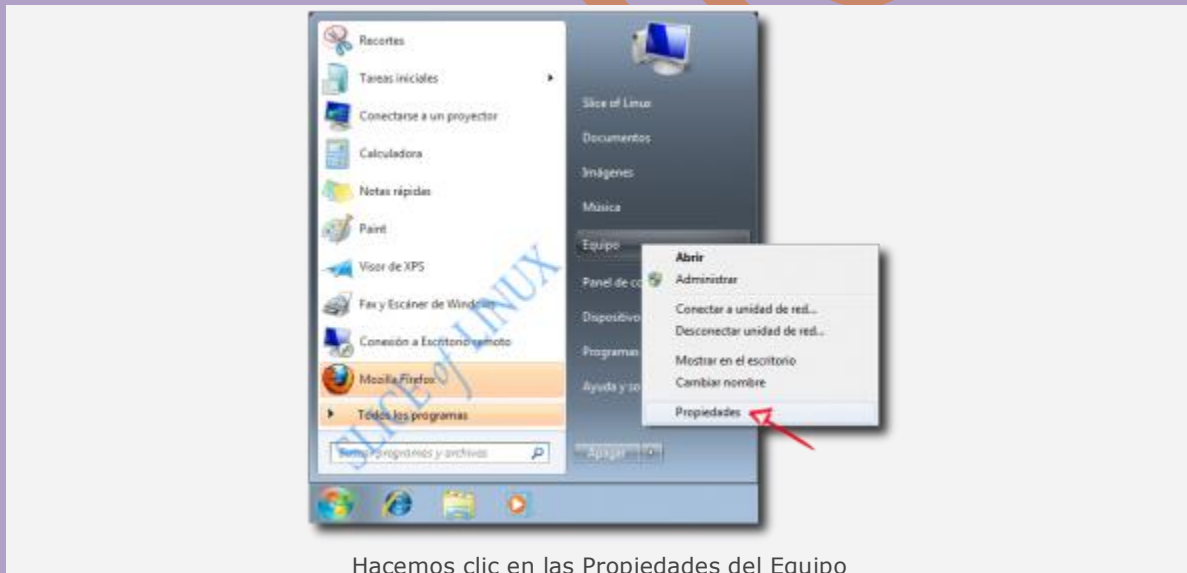 Recortes
Tareas iniciales
Conectarse a un proyector
Calculadora
Notas rápidas
Paint
Visor de XPS
Fax y Escáner de Windows
Conexión a Escritorio remoto
Mozilla Firefox
Todos los programas
Buscar programas y archivos
Slice of Linux
Documentos
Imágenes
Música
Equipo
Panel de co
Dispositivo
Programas
Ayuda y so
Apagar
Abrir
Administrar
Conectar a unidad de red...
Desconectar unidad de red...
Mostrar en el escritorio
Cambiar nombre
Propiedades
SLICE of LINUX
Hacemos clic en las Propiedades del Equipo